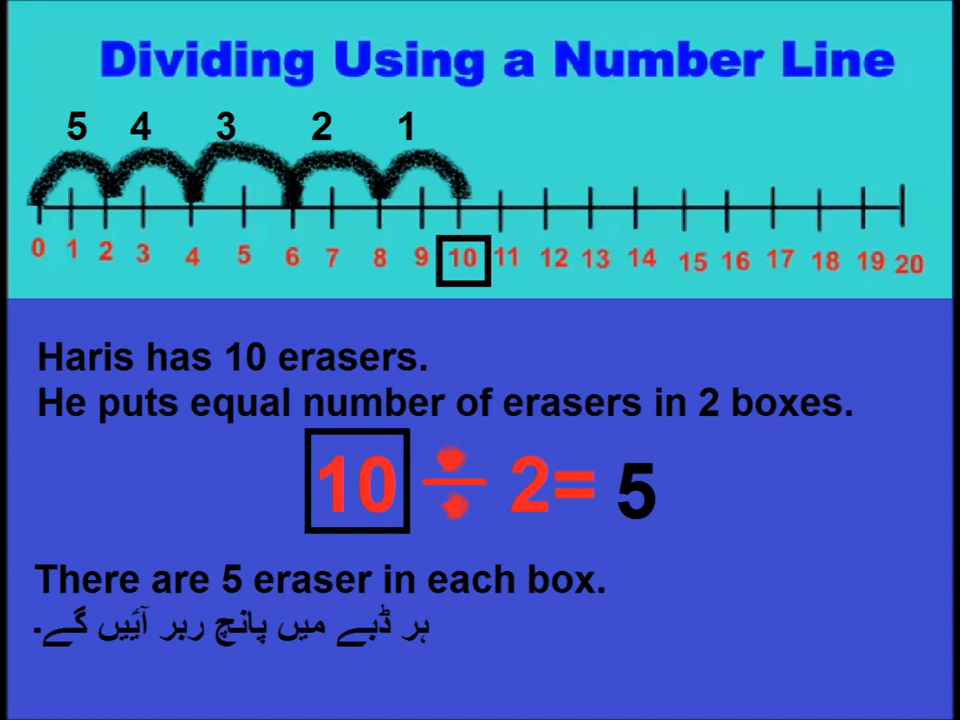 Dividing Using a Number Line
5 4 3 2 1
0 1 2 3 4 5 6 7 8 9 10 11 12 13 14 15 16 17 18 19 20
Haris has 10 erasers.
He puts equal number of erasers in 2 boxes.
10 ÷ 2= 5
There are 5 eraser in each box.
ہر ڈبے میں پانچ ربر آئیں گے۔